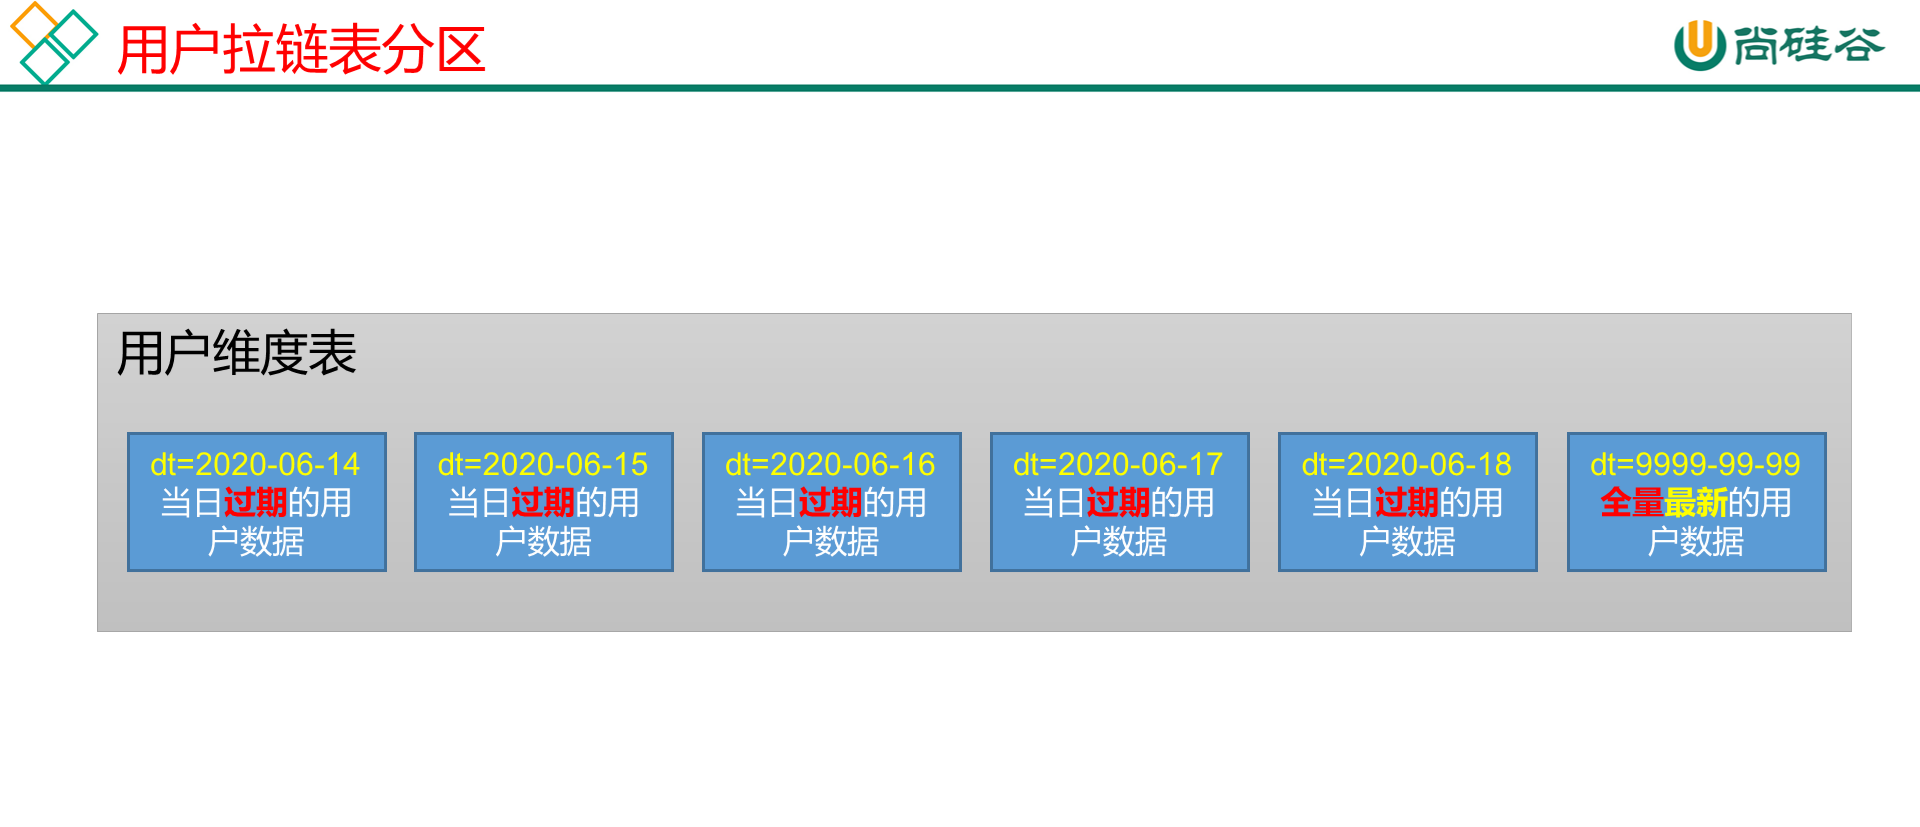 用户拉链表分区
尚硅谷
用户维度表
dt=2020-06-14
当日过期的用
户数据
dt=2020-06-15
当日过期的用
户数据
dt=2020-06-16
当日过期的用
户数据
dt=2020-06-17
当日过期的用
户数据
dt=2020-06-18
当日过期的用
户数据
dt=9999-99-99
全量最新的用
户数据